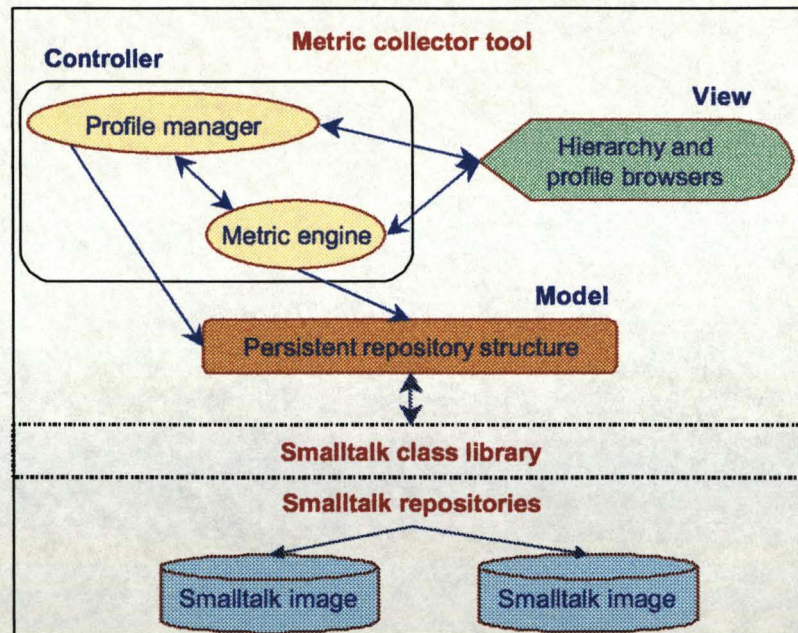 Metric collector tool
Controller
View
Profile manager
Hierarchy and
profile browsers
Metric engine
Model
Persistent repository structure
Smalltalk class library
Smalltalk repositories
Smalltalk image
Smalltalk image